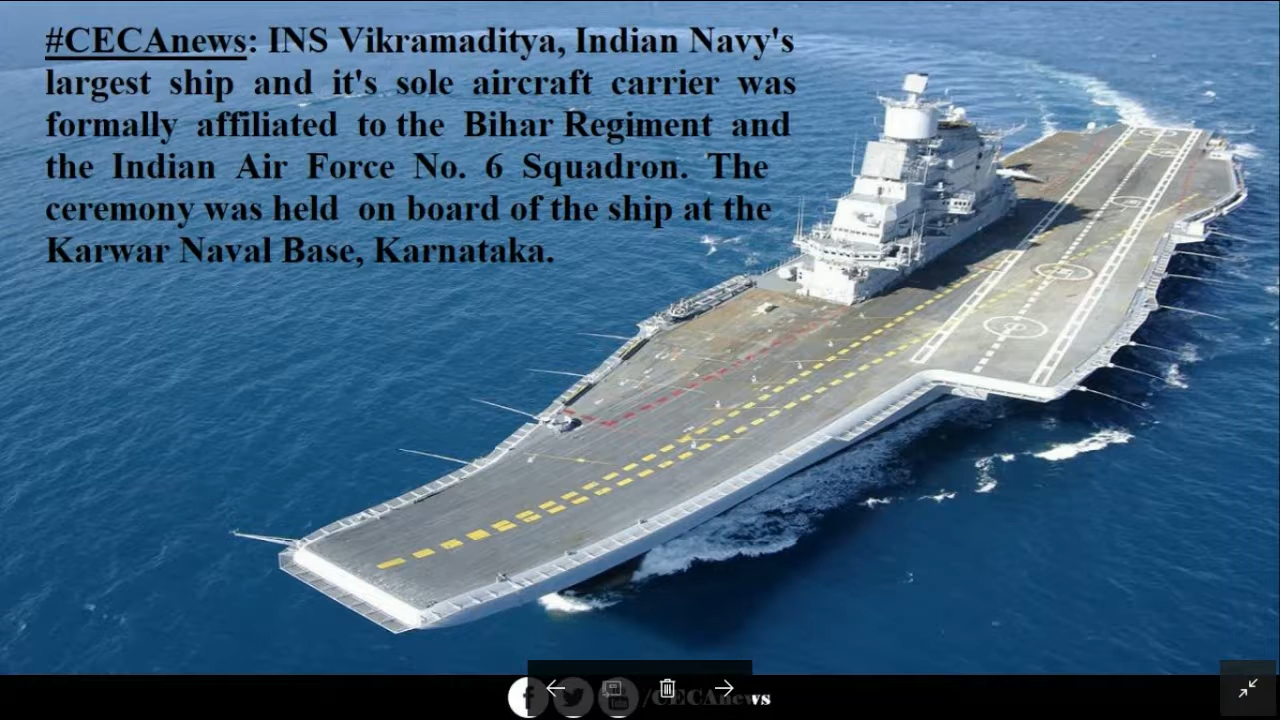 #CECAnews: INS Vikramaditya, Indian Navy's
largest ship and it's sole aircraft carrier was
formally affiliated to the Bihar Regiment and
the Indian Air Force No. 6 Squadron. The
ceremony was held on board of the ship at the
Karwar Naval Base, Karnataka.
/CECAnews